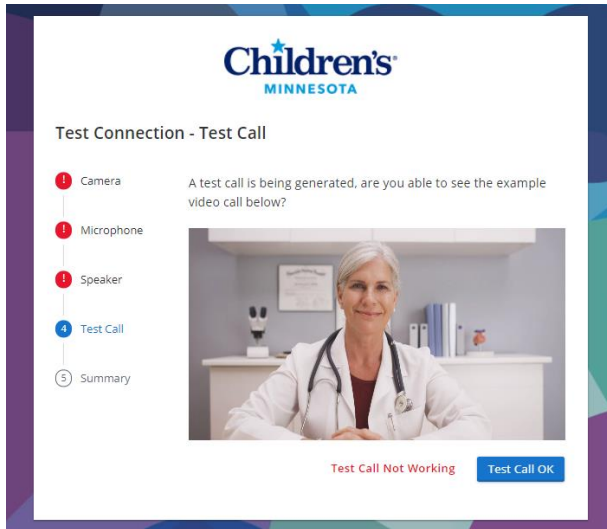 Children's®
MINNESOTA
Test Connection - Test Call
! Camera
! Microphone
! Speaker
4 Test Call
5 Summary
A test call is being generated, are you able to see the example
video call below?
Test Call Not Working
Test Call OK